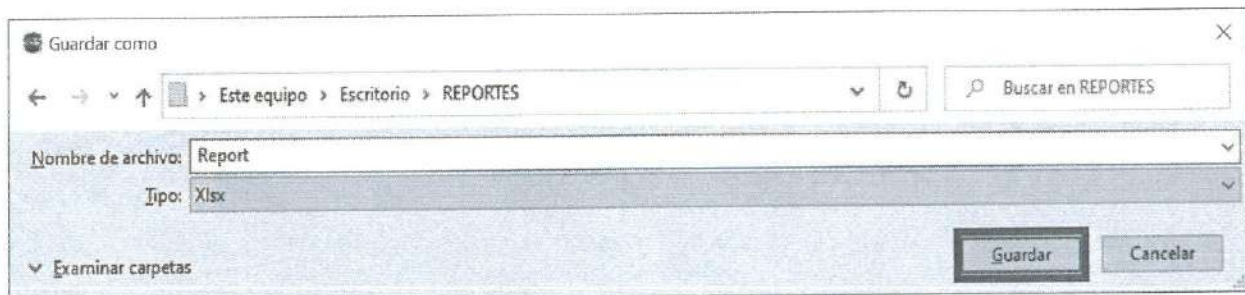 Guardar como
Este equipo > Escritorio > REPORTES
Buscar en REPORTES
Nombre de archivo: Report
Tipo: Xlsx
Examinar carpetas
Guardar
Cancelar